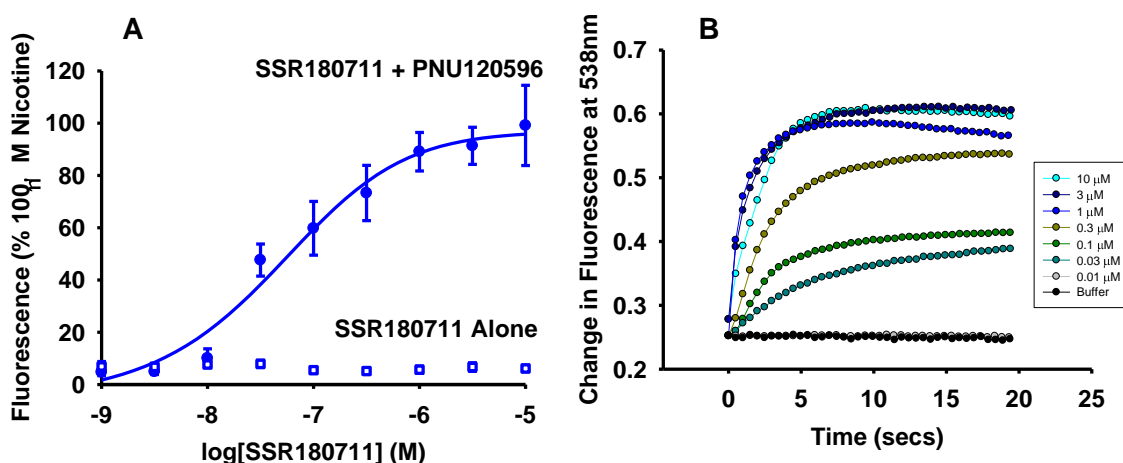 A
SSR180711 + PNU120596
Fluorescence (% 100 M Nicotine)
120
100
80
60
40
20
0
SSR180711 Alone
-9
-8
-7
-6
-5
log[SSR180711] (M)
B
Change in Fluorescence at 538nm
0.7
0.6
0.5
0.4
0.3
0.2
0
5
10
15
20
25
Time (secs)
10 μM
3 μM
1 μM
0.3 μM
0.1 μM
0.03 μM
0.01 μM
Buffer